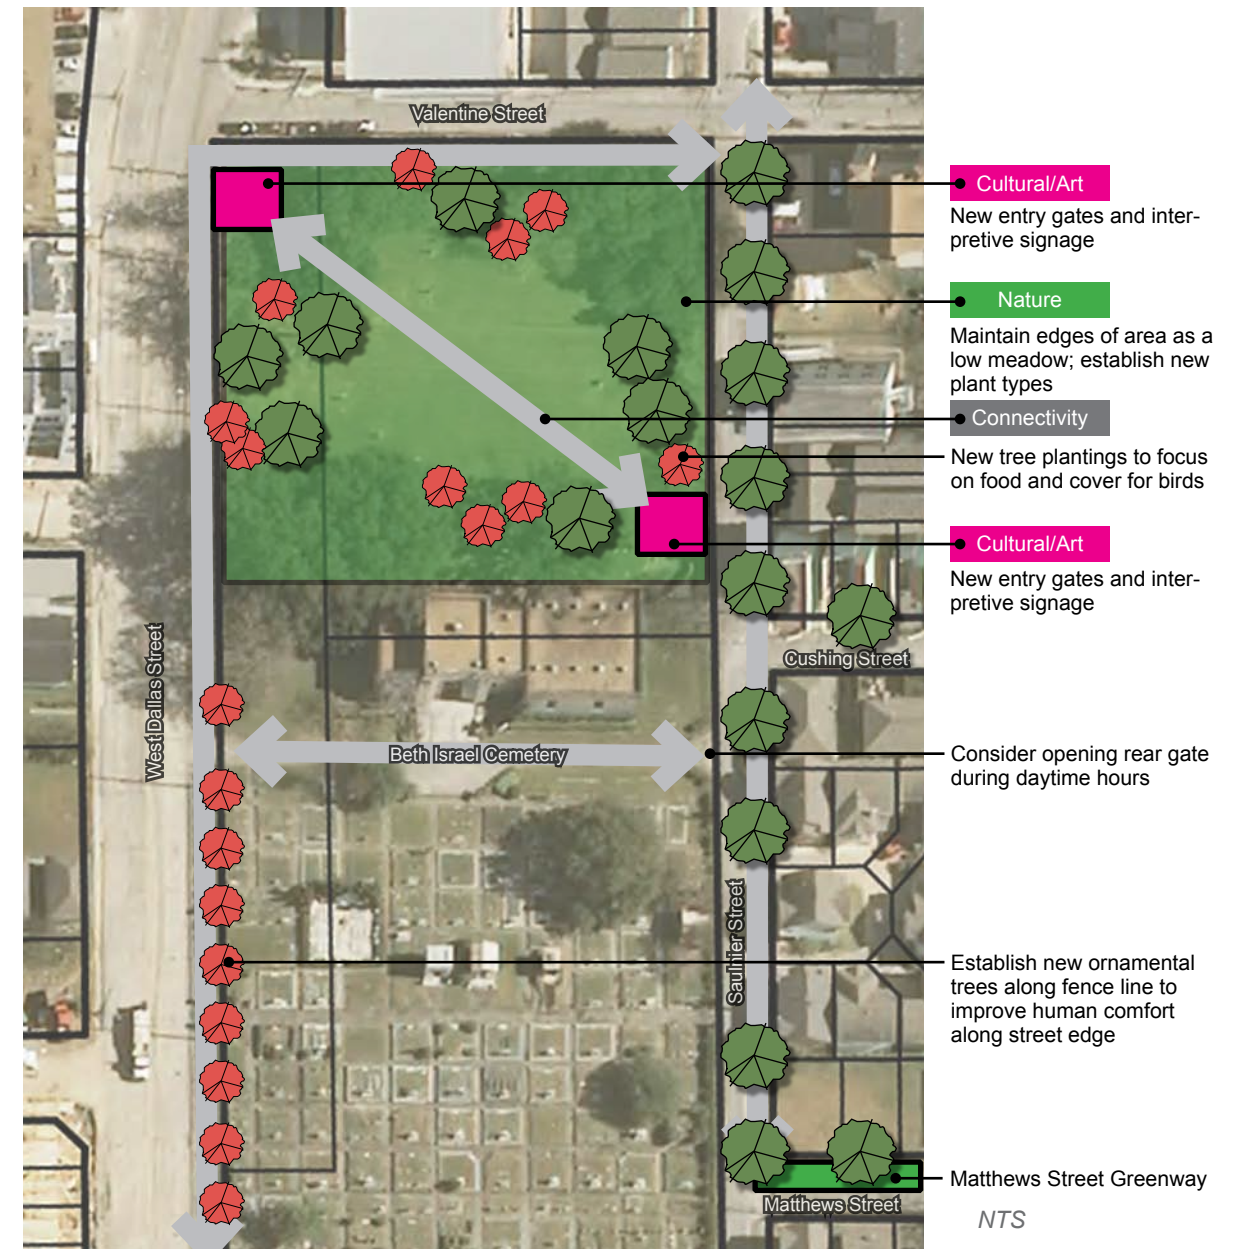 Valentine Street
Cultural/Art
New entry gates and inter-
pretive signage
Nature
Maintain edges of area as a
low meadow; establish new
plant types
Connectivity
New tree plantings to focus
on food and cover for birds
Cultural/Art
New entry gates and inter-
pretive signage
Cushing Street
West Dallas Street
Beth Israel Cemetery
Consider opening rear gate
during daytime hours
Saulnier Street
Establish new ornamental
trees along fence line to
improve human comfort
along street edge
Matthews Street Greenway
Matthews Street
NTS